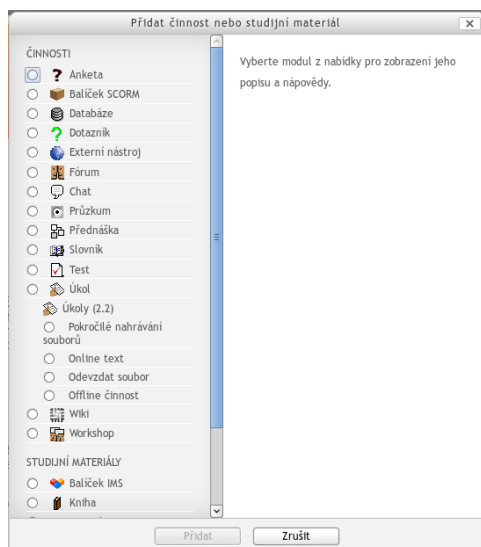 Přidat činnost nebo studijní materiál
ČINNOSTI
Anketa
Balíček SCORM
Databáze
Dotazník
Externí nástroj
Fórum
Chat
Průzkum
Přednáška
Slovník
Test
Úkol
Úkoly (2.2)
Pokročilé nahrávání
souborů
Online text
Odevzdat soubor
Offline činnost
Wiki
Workshop
STUDIJNÍ MATERIÁLY
Balíček IMS
Kniha
Vyberte modul z nabídky pro zobrazení jeho
popisu a nápovědy.
Přidat
Zrušit